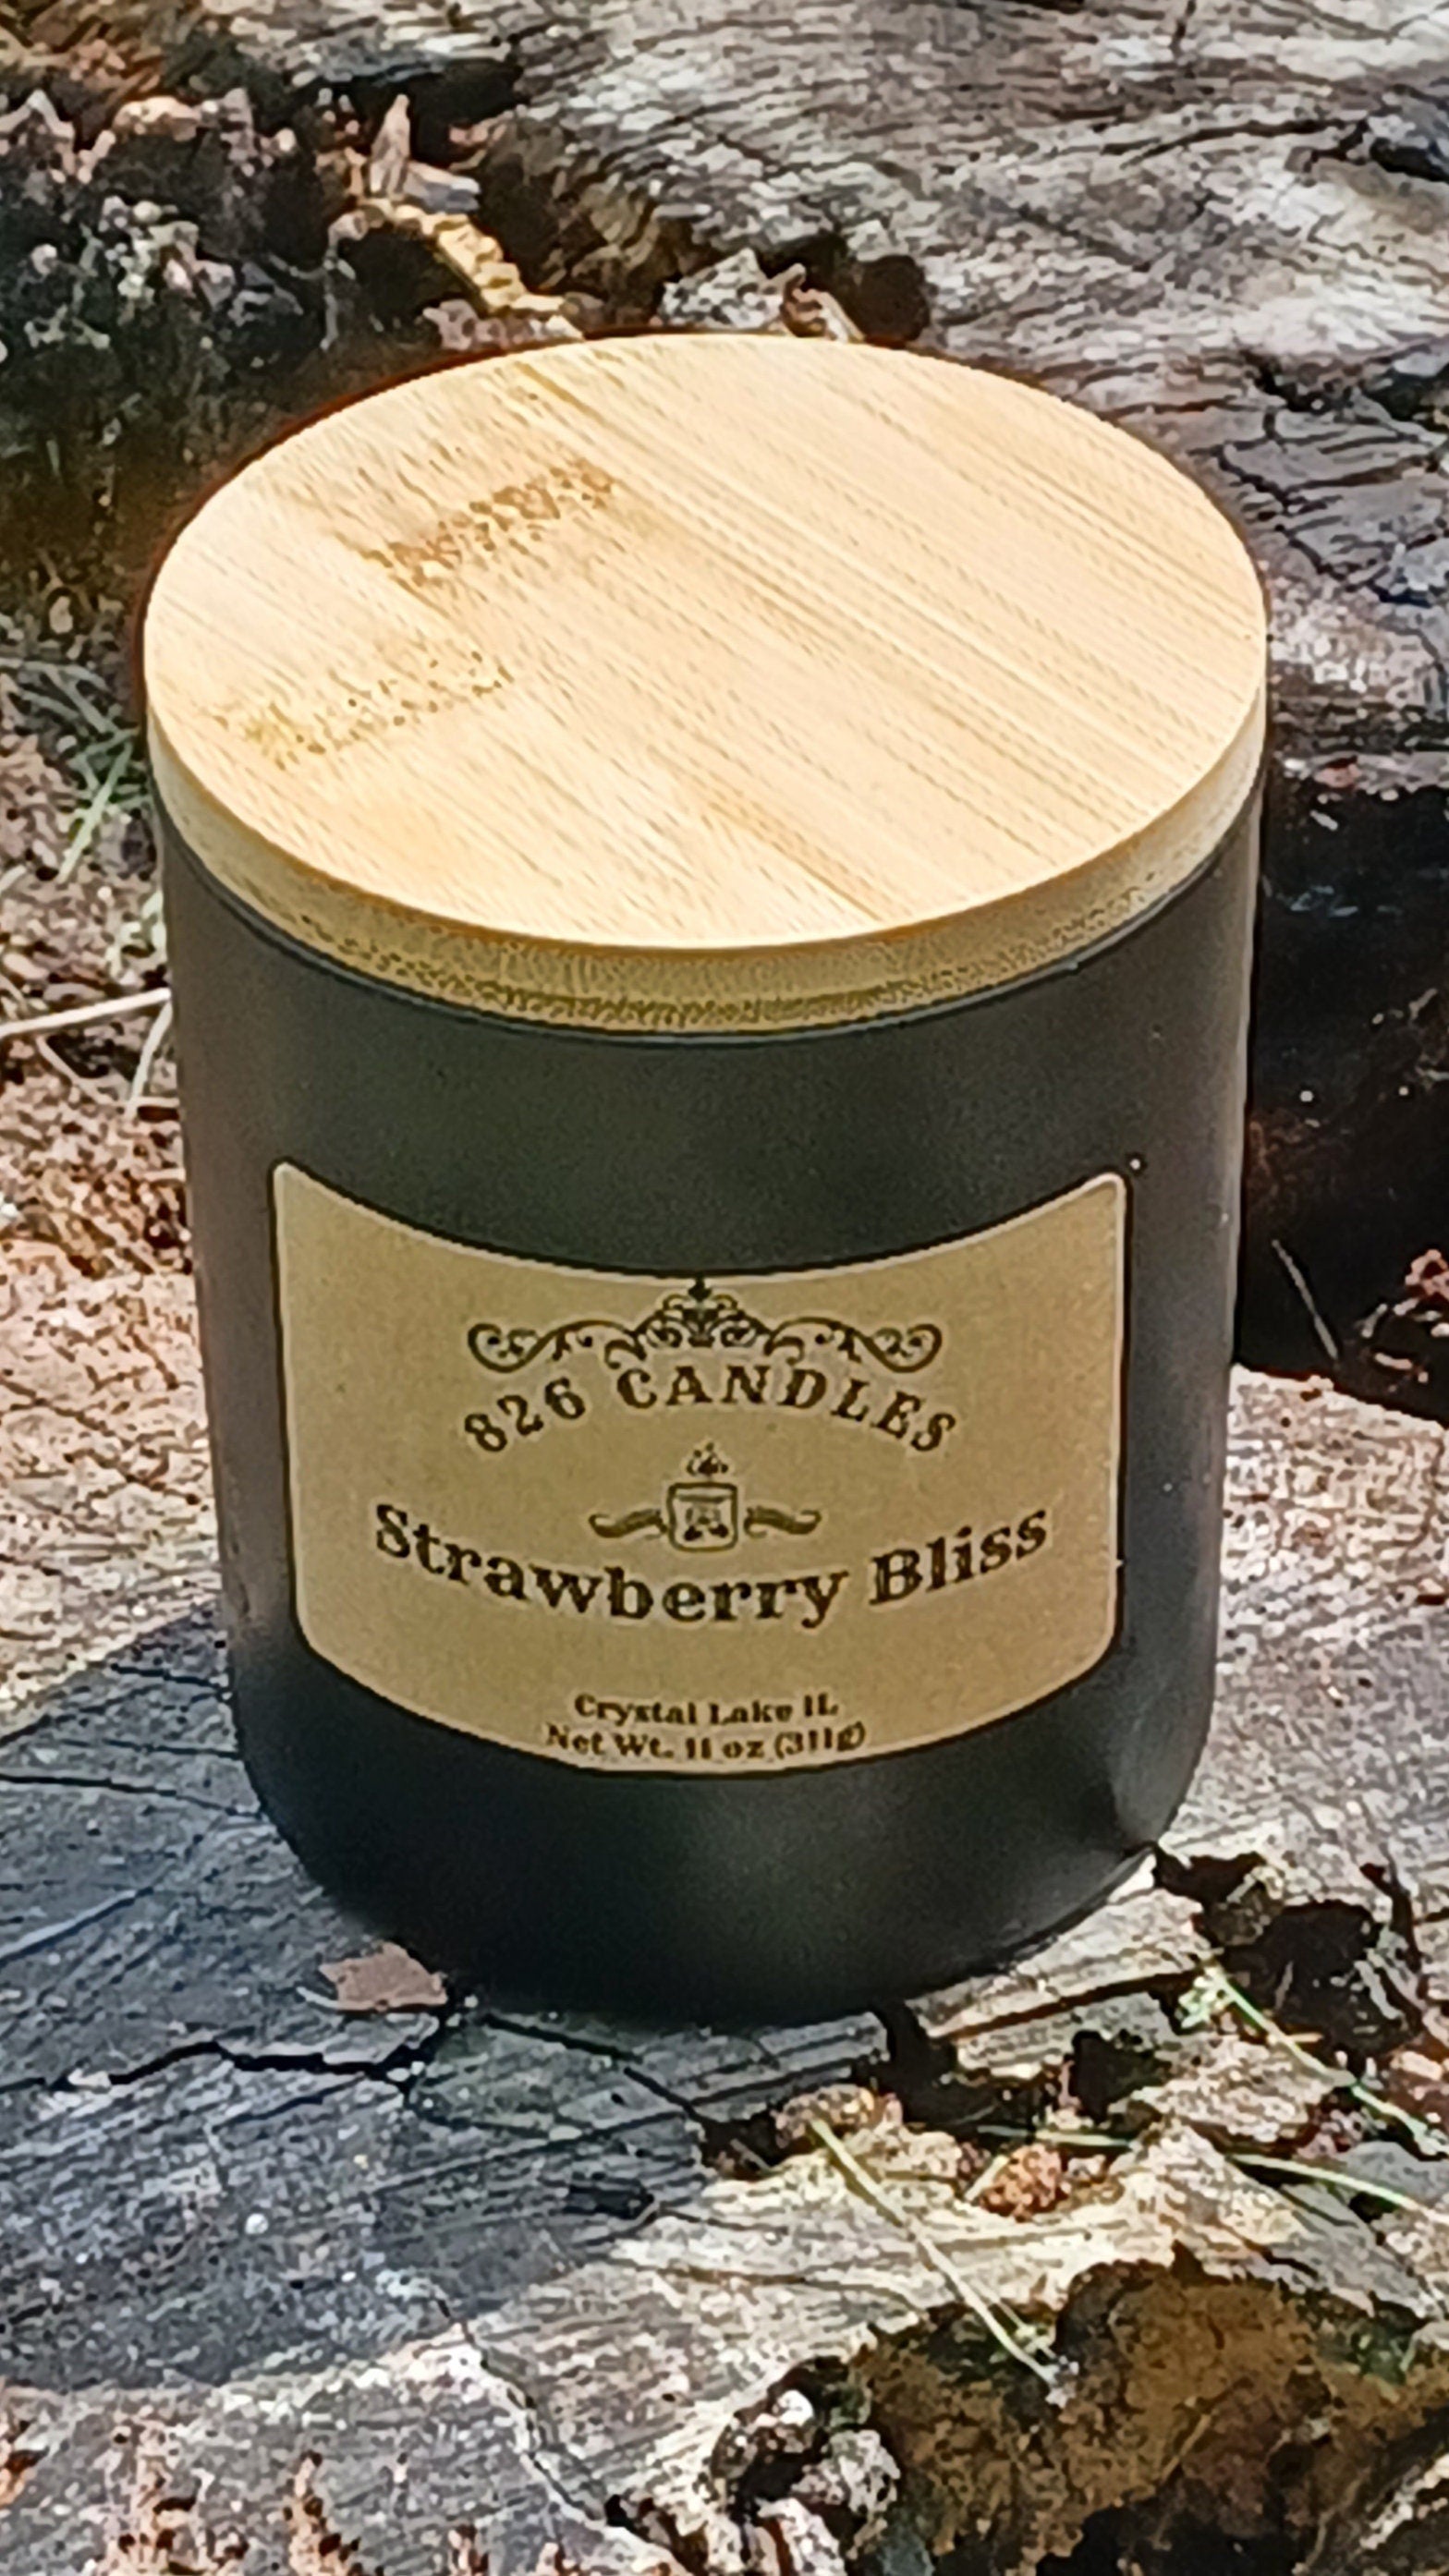 826 CANDLES
Strawberry Bliss
Crystal Lake IL
Net Wt. 11 oz (311g)